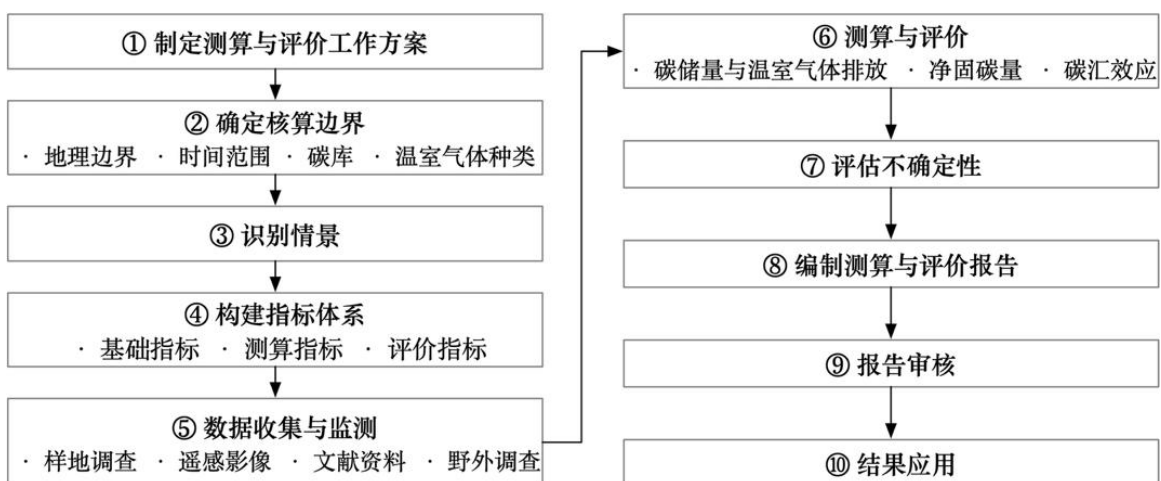 ① 制定测算与评价工作方案
② 确定核算边界
· 地理边界 · 时间范围 · 碳库 · 温室气体种类
③ 识别情景
④ 构建指标体系
· 基础指标 · 测算指标 · 评价指标
⑤ 数据收集与监测
· 样地调查 · 遥感影像 · 文献资料 · 野外调查
⑥ 测算与评价
· 碳储量与温室气体排放 · 净固碳量 · 碳汇效应
⑦ 评估不确定性
⑧ 编制测算与评价报告
⑨ 报告审核
⑩ 结果应用